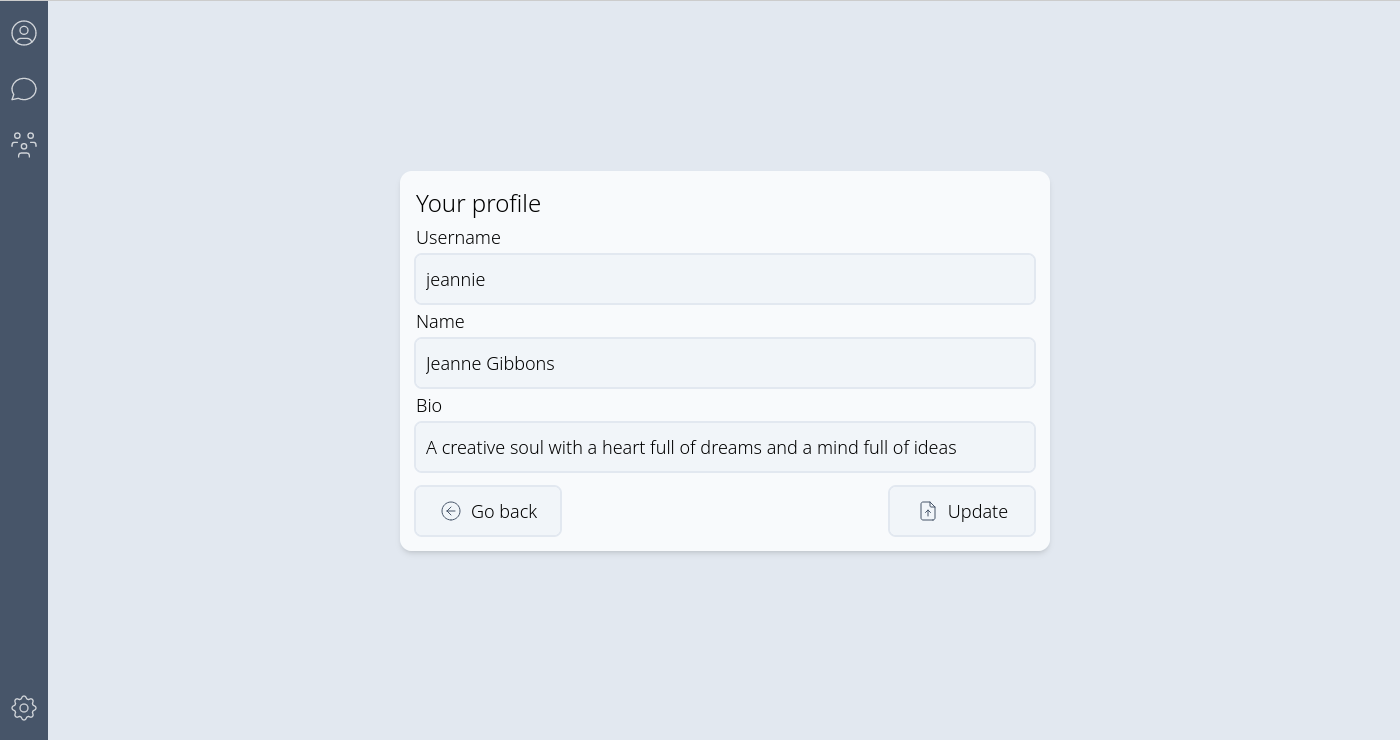 Your profile
Username
jeannie
Name
Jeanne Gibbons
Bio
A creative soul with a heart full of dreams and a mind full of ideas
Go back
Update